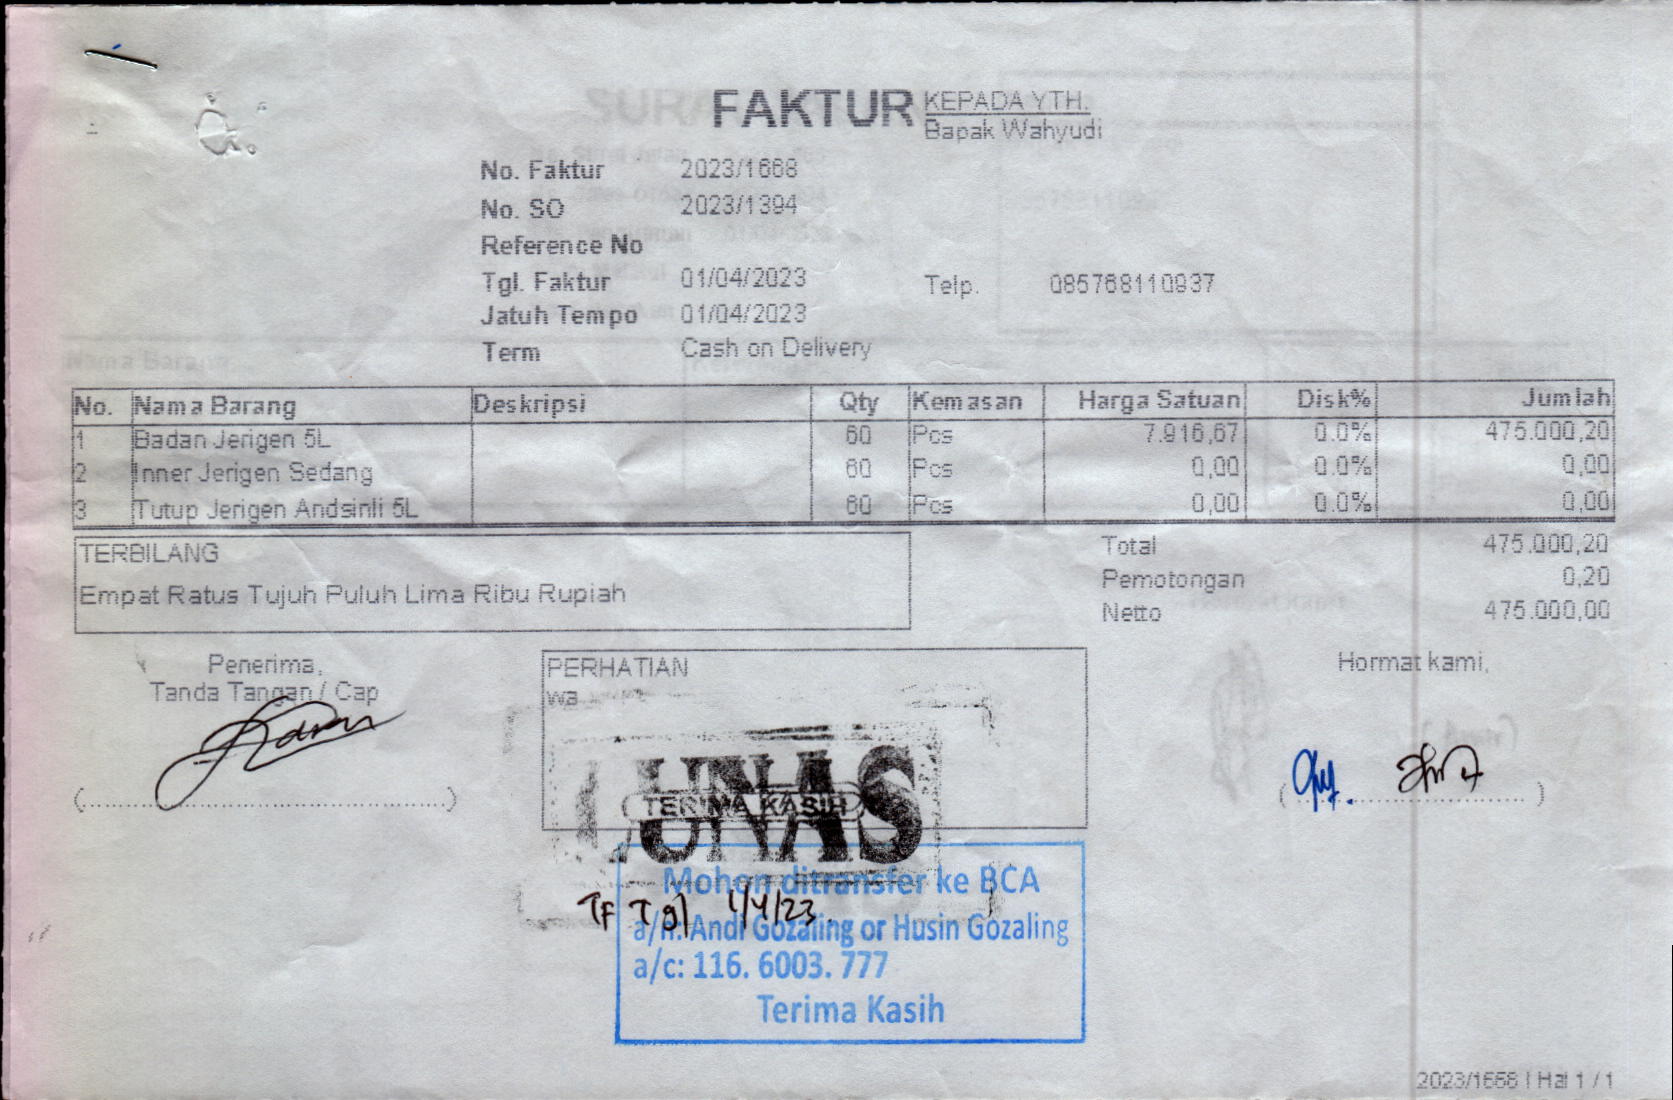 FAKTUR
KEPADA YTH.
Bapak Wahyudi
No. Faktur 2023/1668
No. SO 2023/1394
Reference No
Tgl. Faktur 01/04/2023 Telp. 085768110937
Jatuh Tempo 01/04/2023
Term Cash on Delivery
No. Nama Barang Deskripsi Qty Kemasan Harga Satuan Disk% Jumlah
1 Badan Jerigen 5L 60 Pcs 7.916,67 0.0% 475.000,20
2 Inner Jerigen Sedang 60 Pcs 0,00 0.0% 0,00
3 Tutup Jerigen Andsinli 5L 60 Pcs 0,00 0.0% 0,00
TERBILANG
Empat Ratus Tujuh Puluh Lima Ribu Rupiah
Total 475.000,20
Pemotongan 0,20
Netto 475.000,00
Penerima,
Tanda Tangan / Cap
PERHATIAN
wa
Hormat kami,
LUNAS
TERIMA KASIH
Mohon ditransfer ke BCA
TF Tgl 1/4/23
a/n: Andi Gozaling or Husin Gozaling
a/c: 116. 6003. 777
Terima Kasih
2023/1668 | Hal 1 / 1